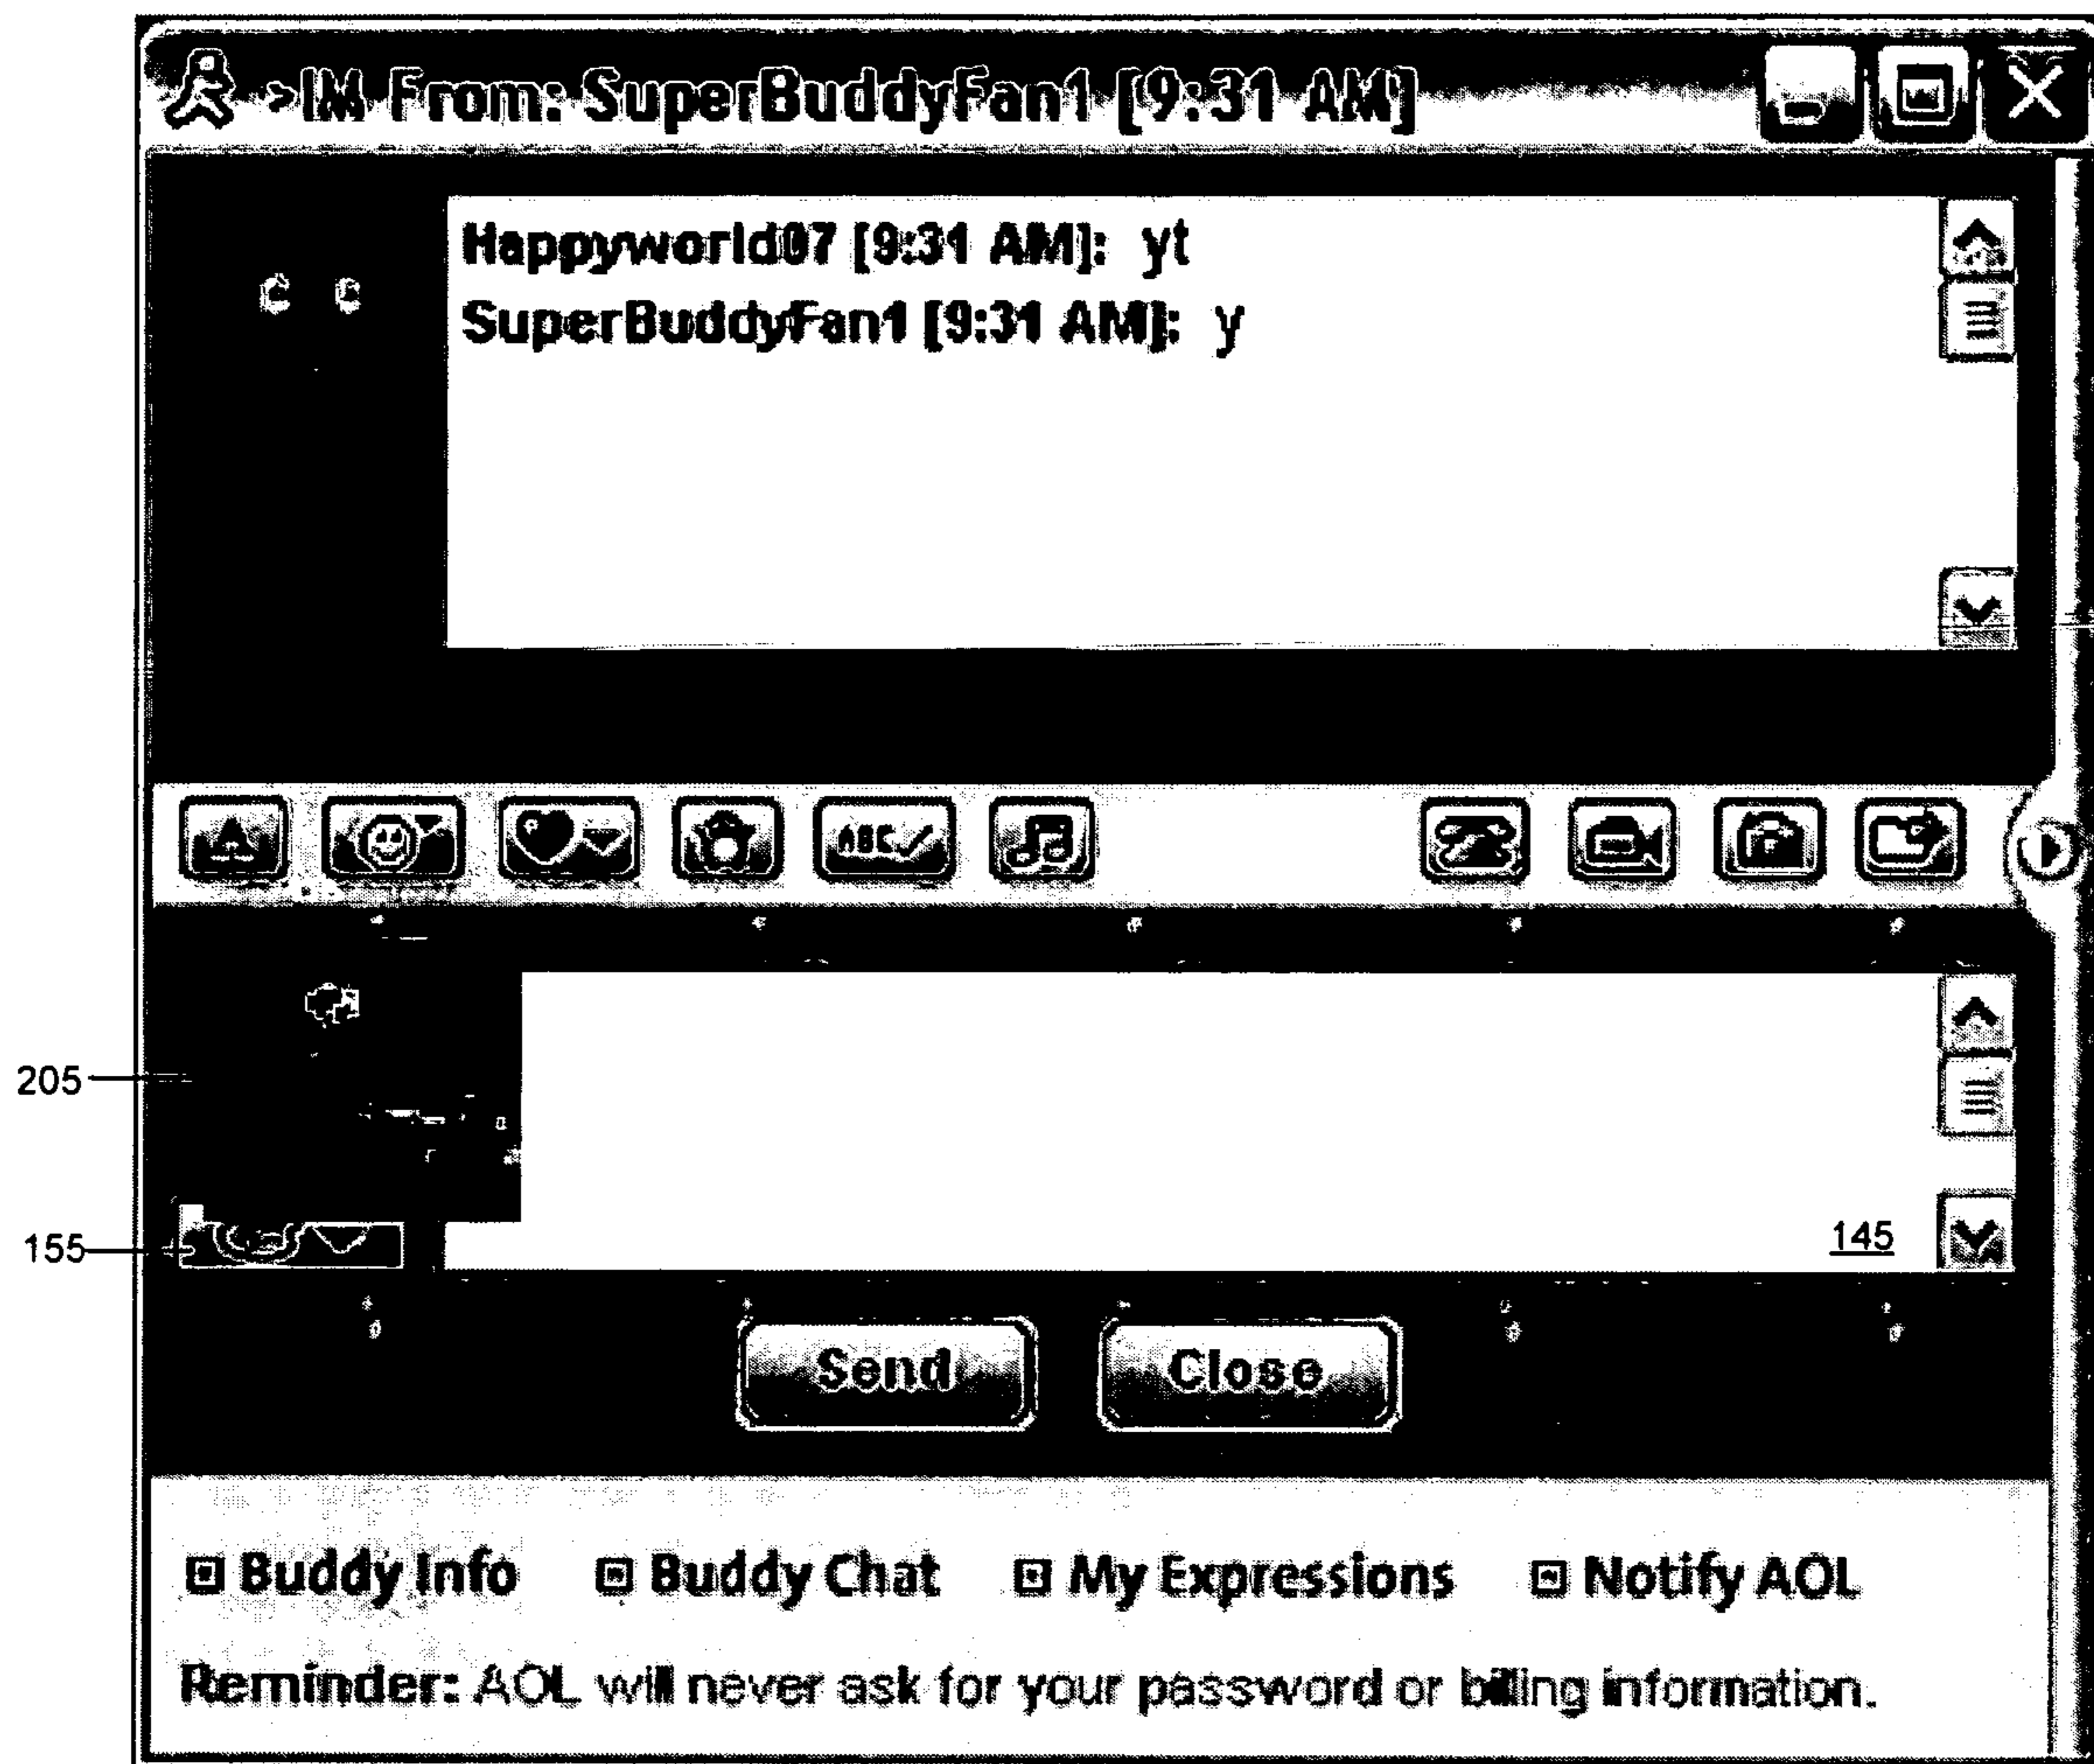 >IM From: SuperBuddyFan1 [9:31 AM]
Happyworld07 [9:31 AM]: yt
SuperBuddyFan1 [9:31 AM]: y
ABC
205
155
145
Send Close
Buddy Info Buddy Chat My Expressions Notify AOL
Reminder: AOL will never ask for your password or billing information.